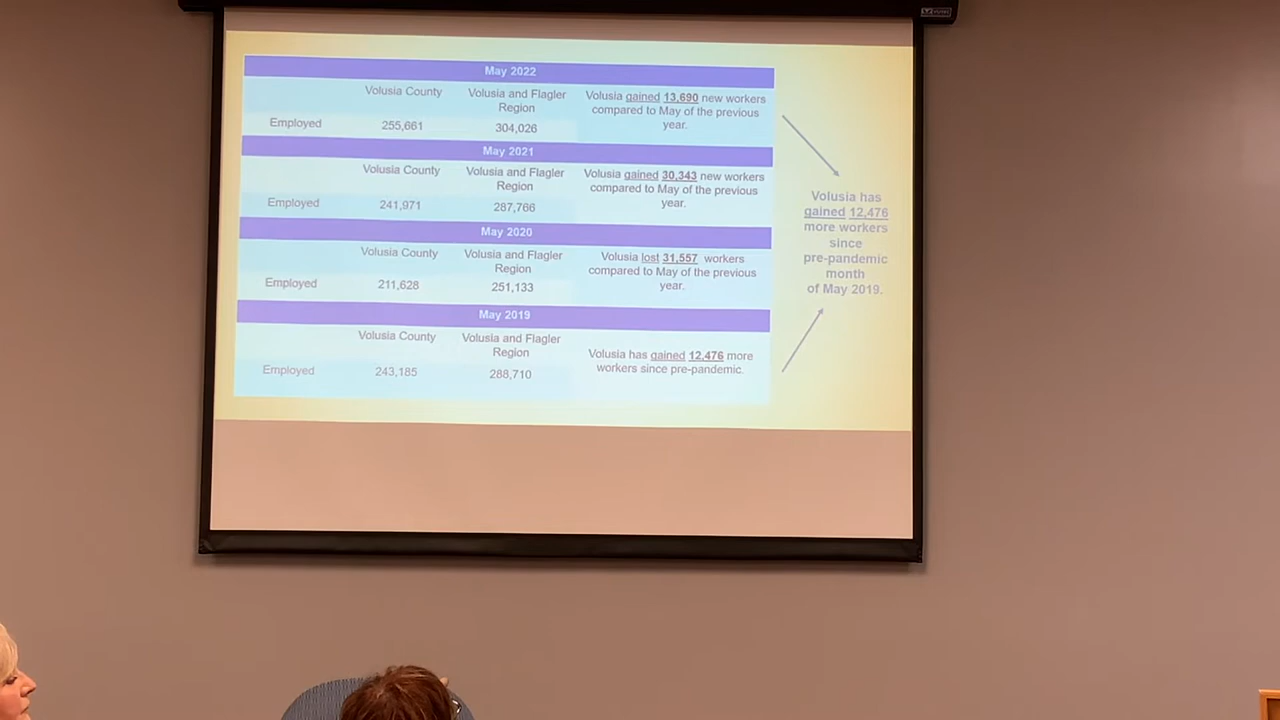 May 2022
Volusia County
Volusia and Flagler
Region
Volusia gained 13,690 new workers
compared to May of the previous
year.
Employed
255,661
304,026
May 2021
Volusia County
Volusia and Flagler
Region
Volusia gained 30,343 new workers
compared to May of the previous
year.
Employed
241,971
287,766
May 2020
Volusia County
Volusia and Flagler
Region
Volusia lost 31,557 workers
compared to May of the previous
year.
Employed
211,628
251,133
May 2019
Volusia County
Volusia and Flagler
Region
Volusia has gained 12,476 more
workers since pre-pandemic.
Employed
243,185
288,710
Volusia has
gained 12,476
more workers
since
pre-pandemic
month
of May 2019.